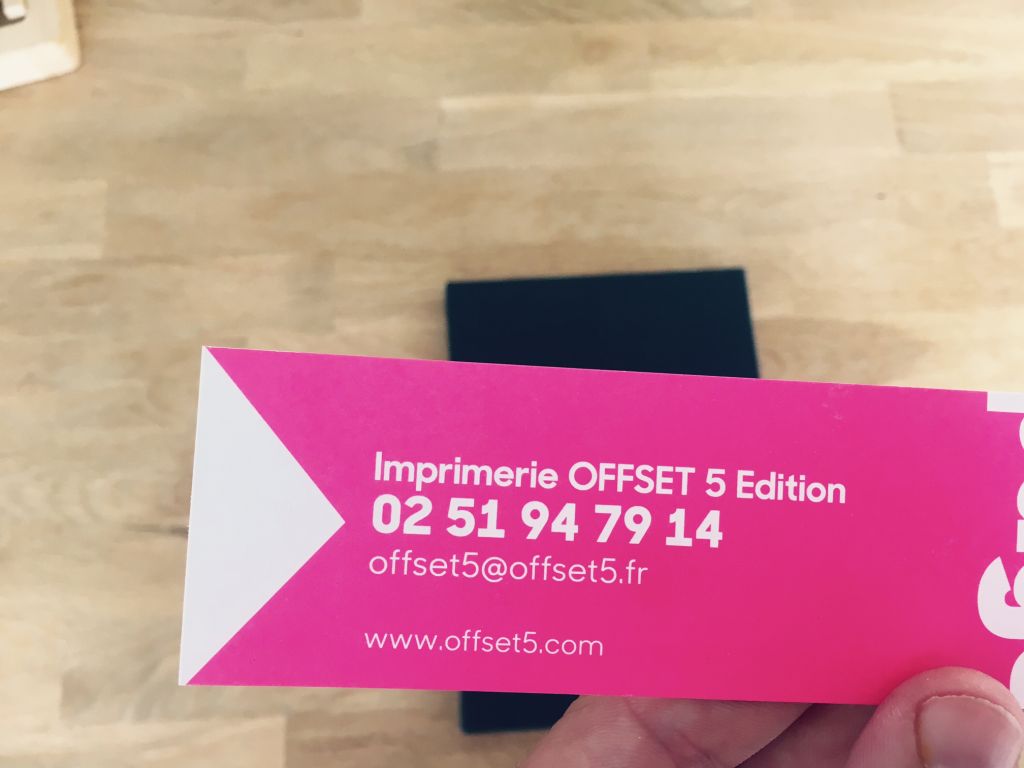 Imprimerie OFFSET 5 Edition
02 51 94 79 14
offset5@offset5.fr
www.offset5.com